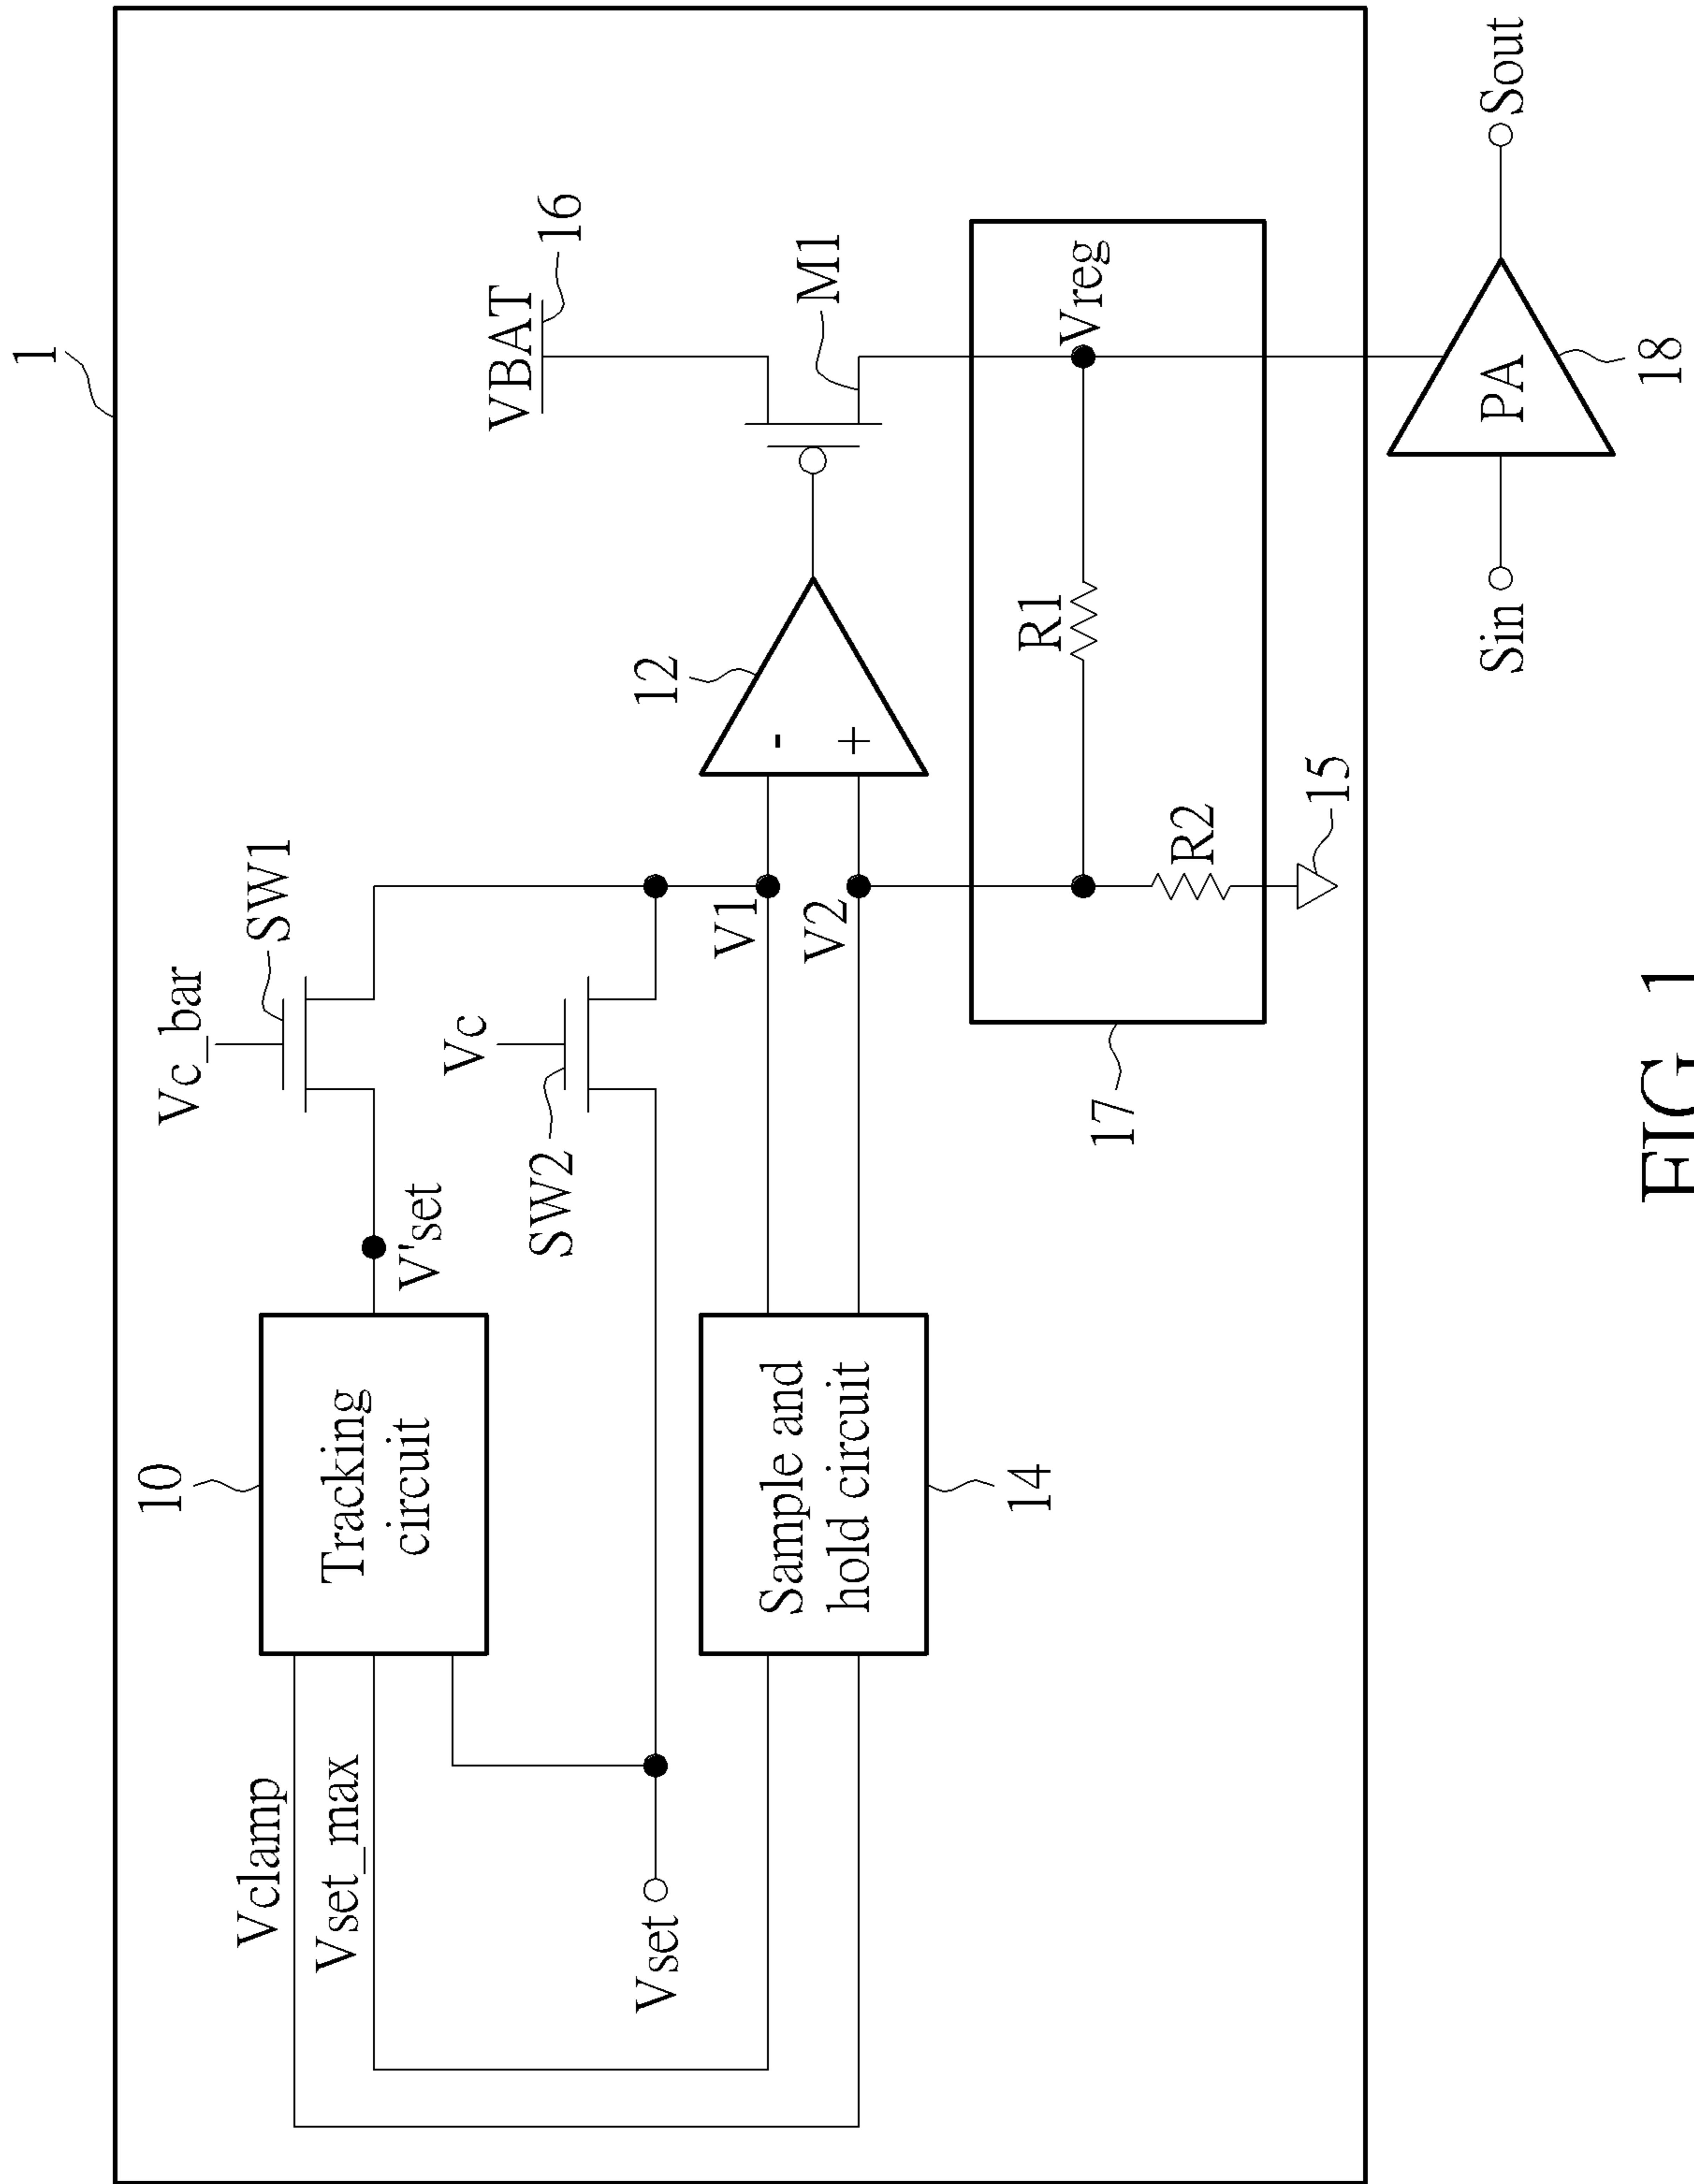 1
Vc_bar
SW1
10
Tracking
circuit
V'set
Vclamp
Vset_max
Vc
SW2
Vset
VBAT
16
M1
12
-
+
V1
V2
Sample and
hold circuit
14
R1
Vreg
R2
15
17
Sin
PA
Sout
18
FIG. 1